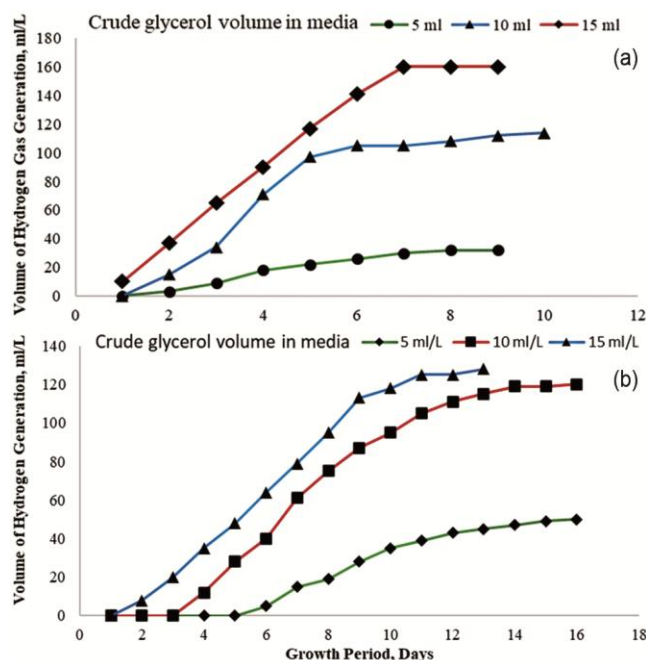 Crude glycerol volume in media 5 ml 10 ml 15 ml
(a)
Volume of Hydrogen Gas Generation, ml/L
160
140
120
100
80
60
40
20
0
0 2 4 6 8 10 12
Crude glycerol volume in media 5 ml/L 10 ml/L 15 ml/L
(b)
Volume of Hydrogen Generation, ml/L
140
120
100
80
60
40
20
0
0 2 4 6 8 10 12 14 16 18
Growth Period, Days